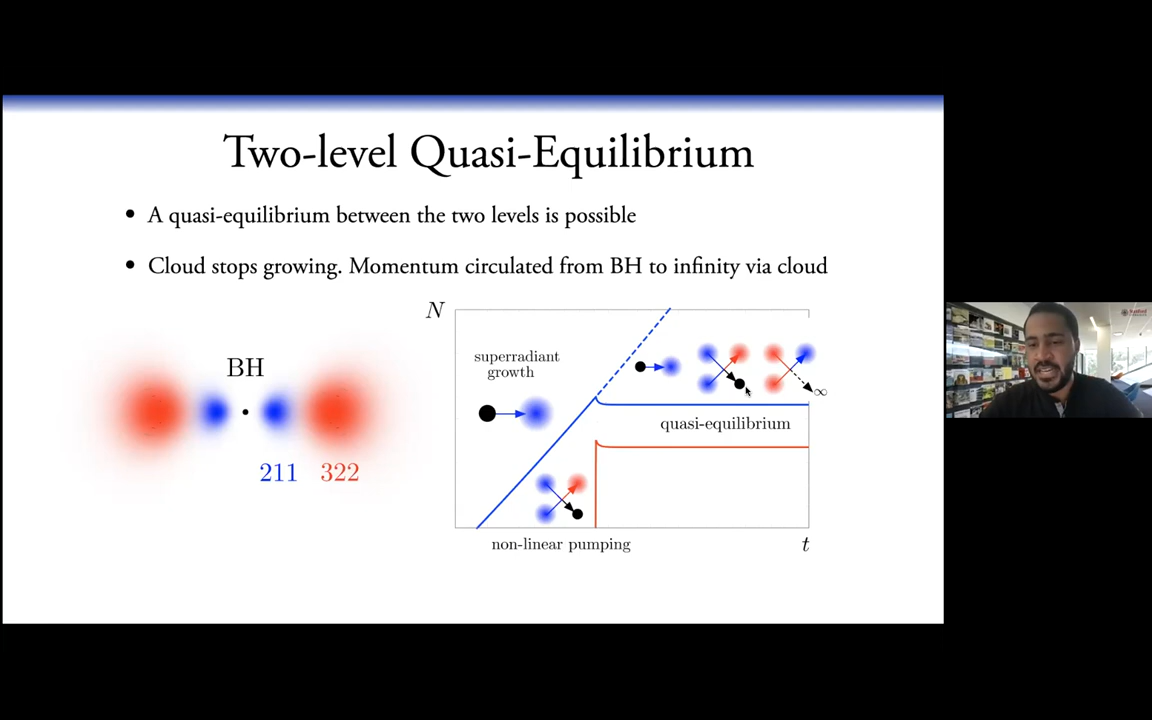 Two-level Quasi-Equilibrium
• A quasi-equilibrium between the two levels is possible
• Cloud stops growing. Momentum circulated from BH to infinity via cloud
BH
211 322
N
superradiant
growth
∞
quasi-equilibrium
non-linear pumping
t